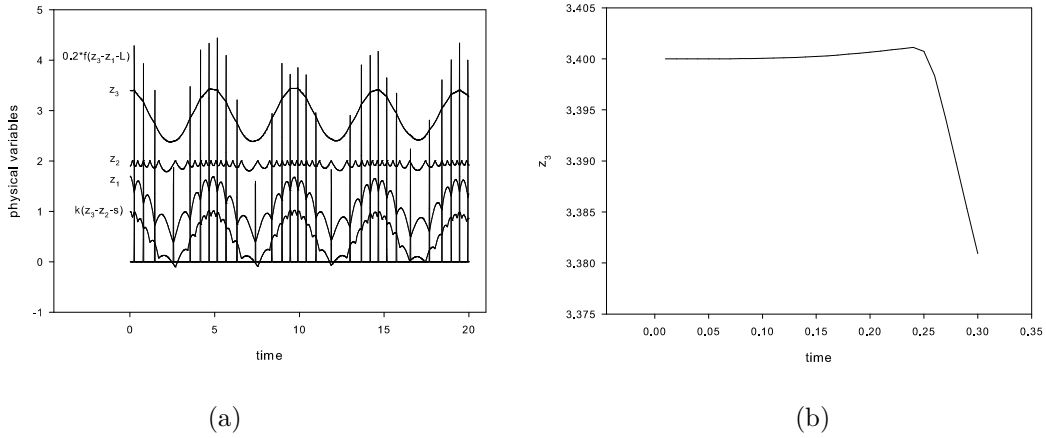 5
4
3
2
1
0
-1
physical variables
0.2*f(z3-z1-L)
z3
z2
z1
k(z3-z2-s)
0
5
10
15
20
time
(a)
3.405
3.400
3.395
3.390
3.385
3.380
3.375
z3
0.00
0.05
0.10
0.15
0.20
0.25
0.30
0.35
time
(b)